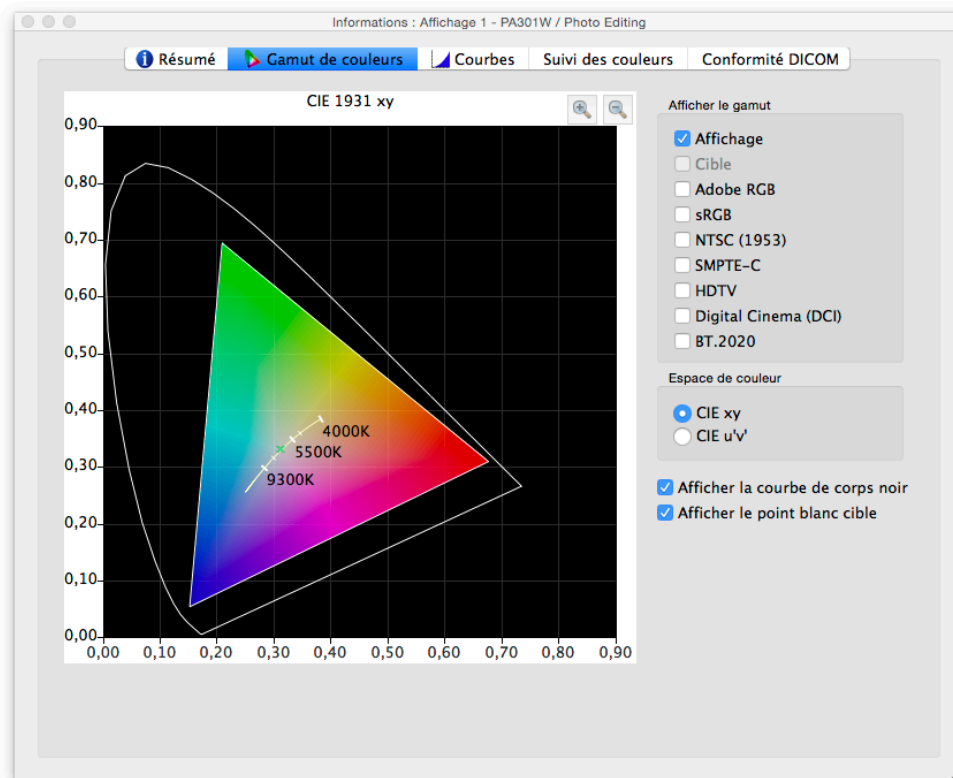 Informations : Affichage 1 - PA301W / Photo Editing
Résumé
Gamut de couleurs
Courbes
Suivi des couleurs
Conformité DICOM
CIE 1931 xy
0,90
0,80
0,70
0,60
0,50
0,40
0,30
0,20
0,10
0,00
0,00 0,10 0,20 0,30 0,40 0,50 0,60 0,70 0,80 0,90
4000K
5500K
9300K
Afficher le gamut
Affichage
Cible
Adobe RGB
sRGB
NTSC (1953)
SMPTE-C
HDTV
Digital Cinema (DCI)
BT.2020
Espace de couleur
CIE xy
CIE u'v'
Afficher la courbe de corps noir
Afficher le point blanc cible